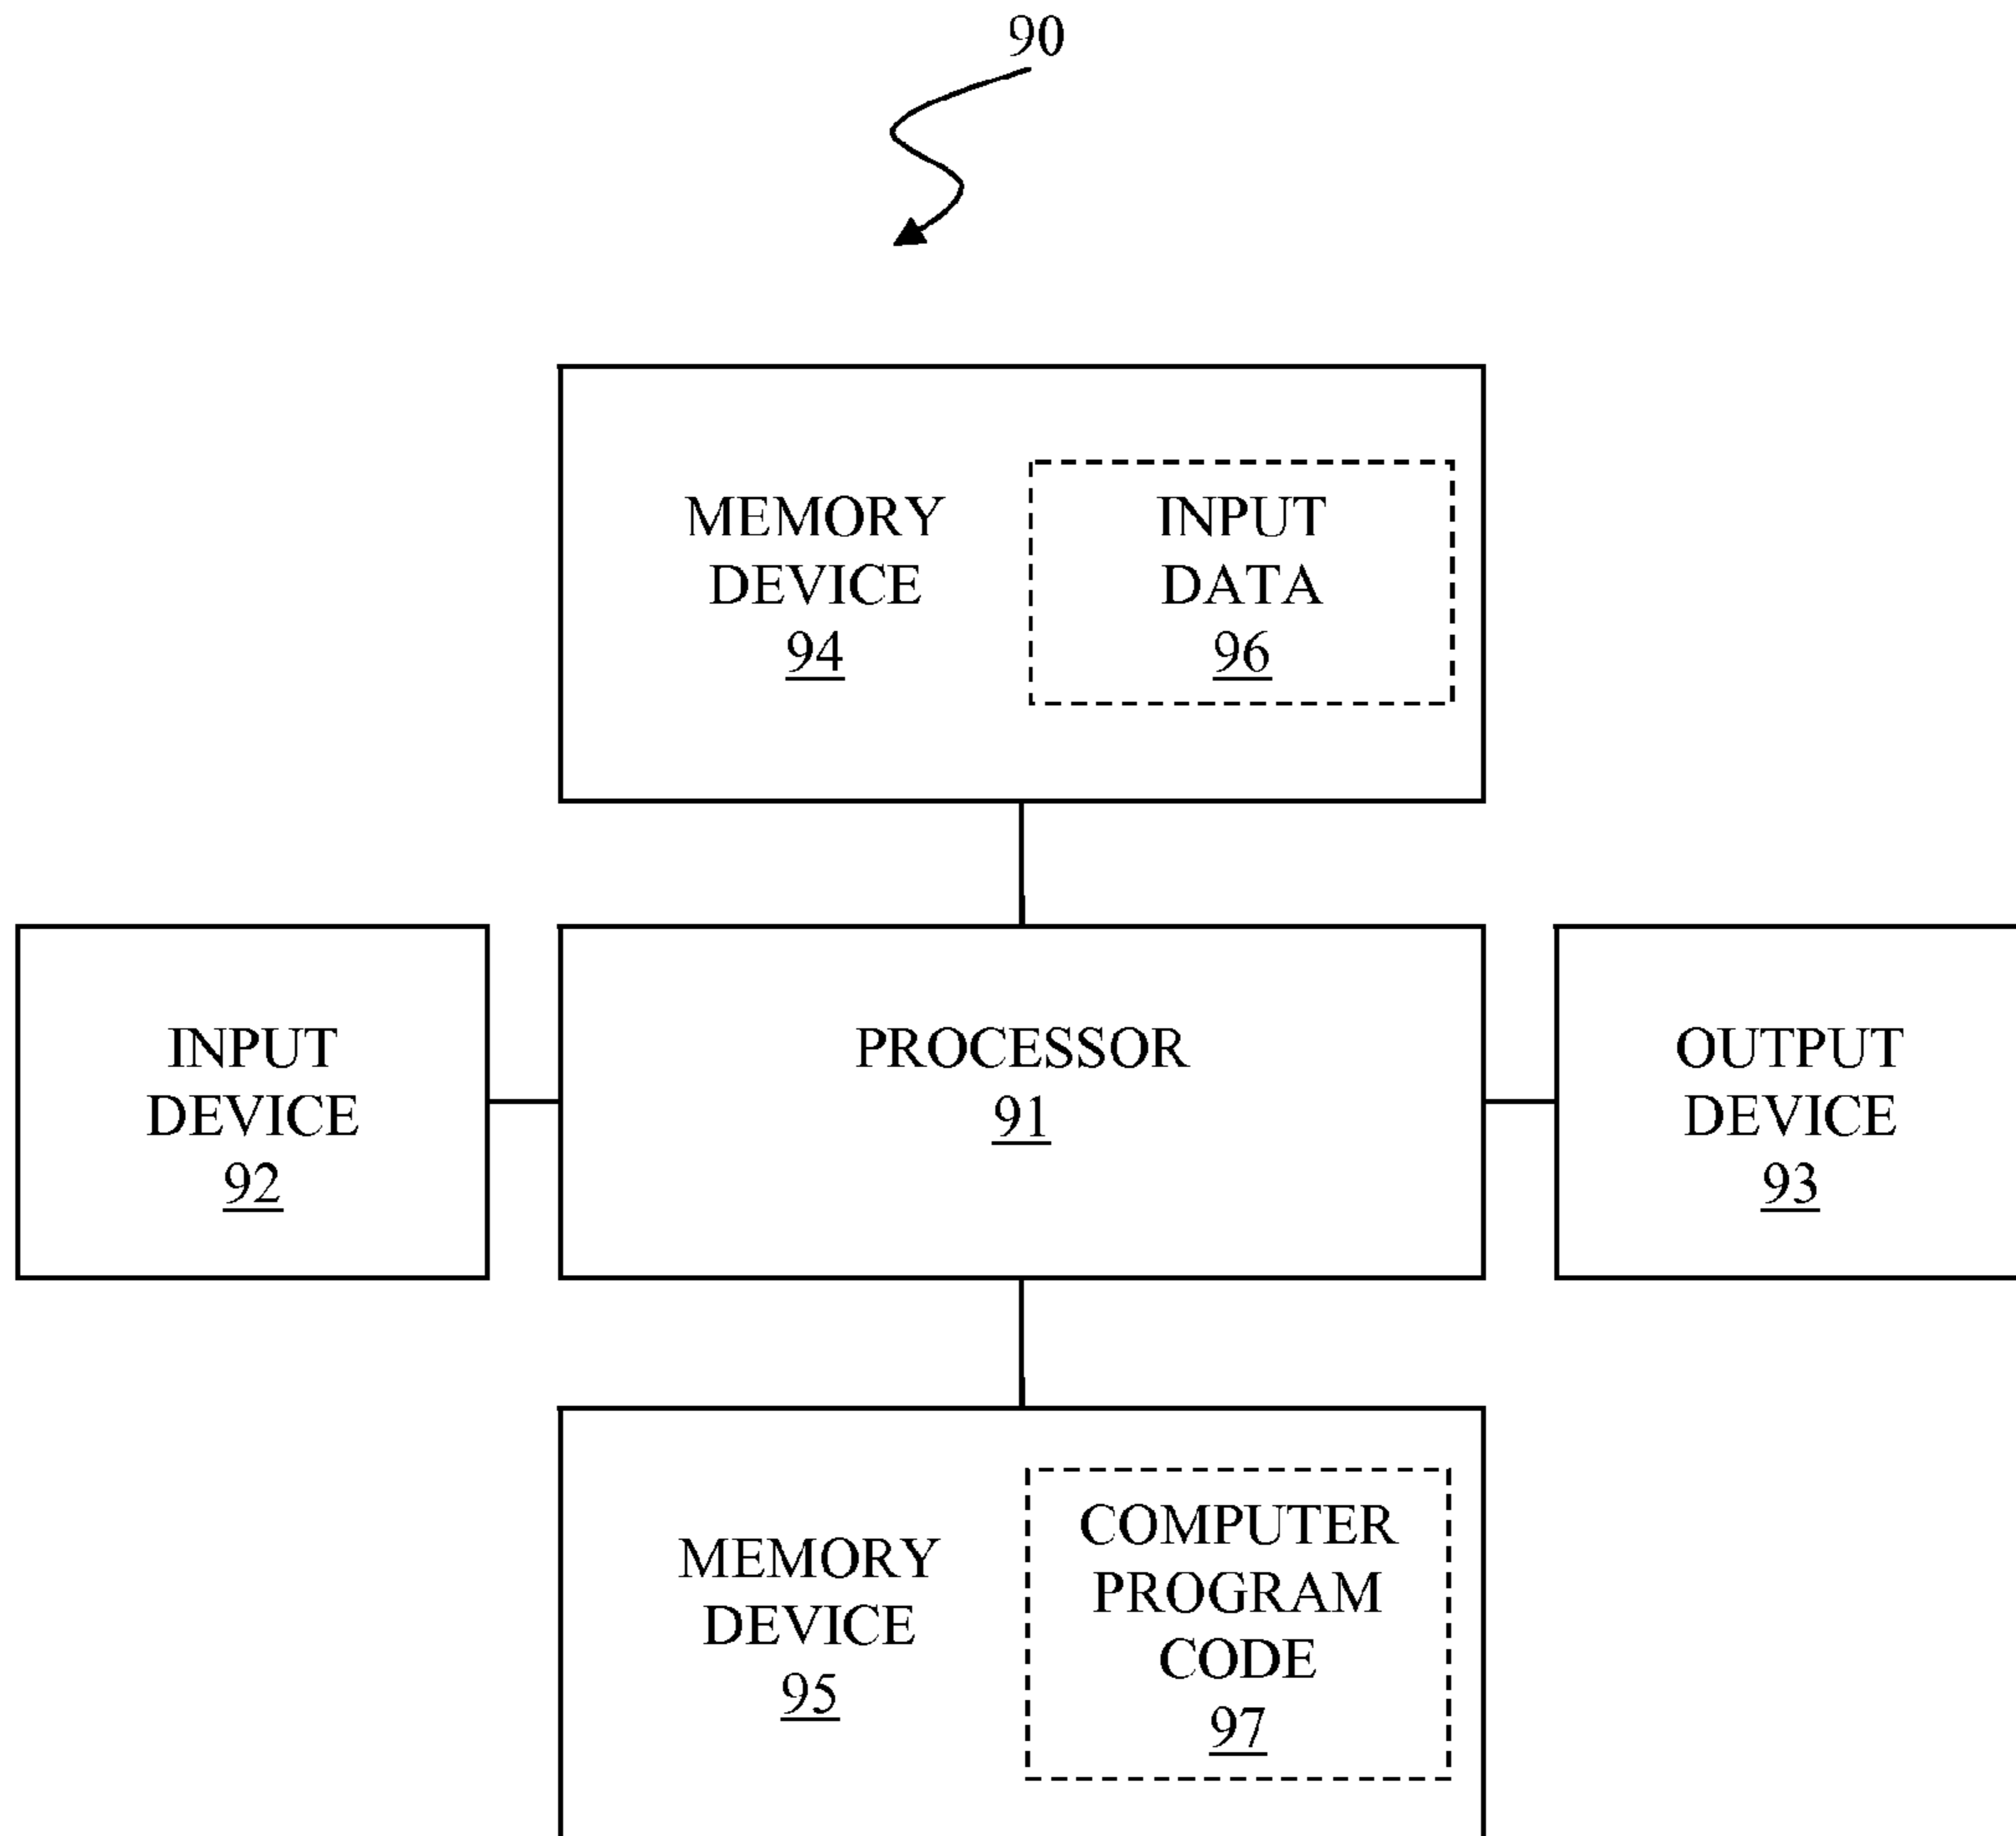 90
MEMORY
DEVICE
94
INPUT
DATA
96
INPUT
DEVICE
92
PROCESSOR
91
OUTPUT
DEVICE
93
MEMORY
DEVICE
95
COMPUTER
PROGRAM
CODE
97